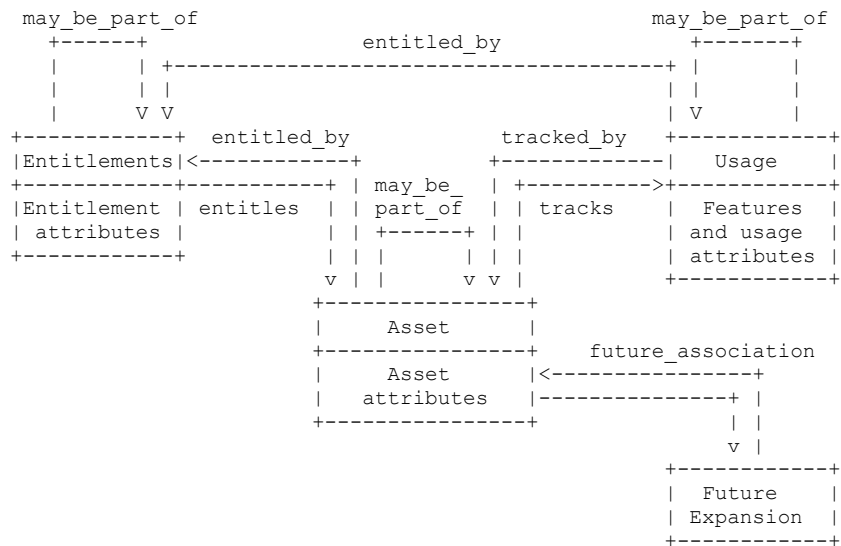 may_be_part_of may_be_part_of
entitled_by
entitled_by tracked_by
Entitlements Usage
may_be_
Entitlement entitles part_of tracks Features
attributes and usage
attributes
Asset
future_association
Asset
attributes
Future
Expansion